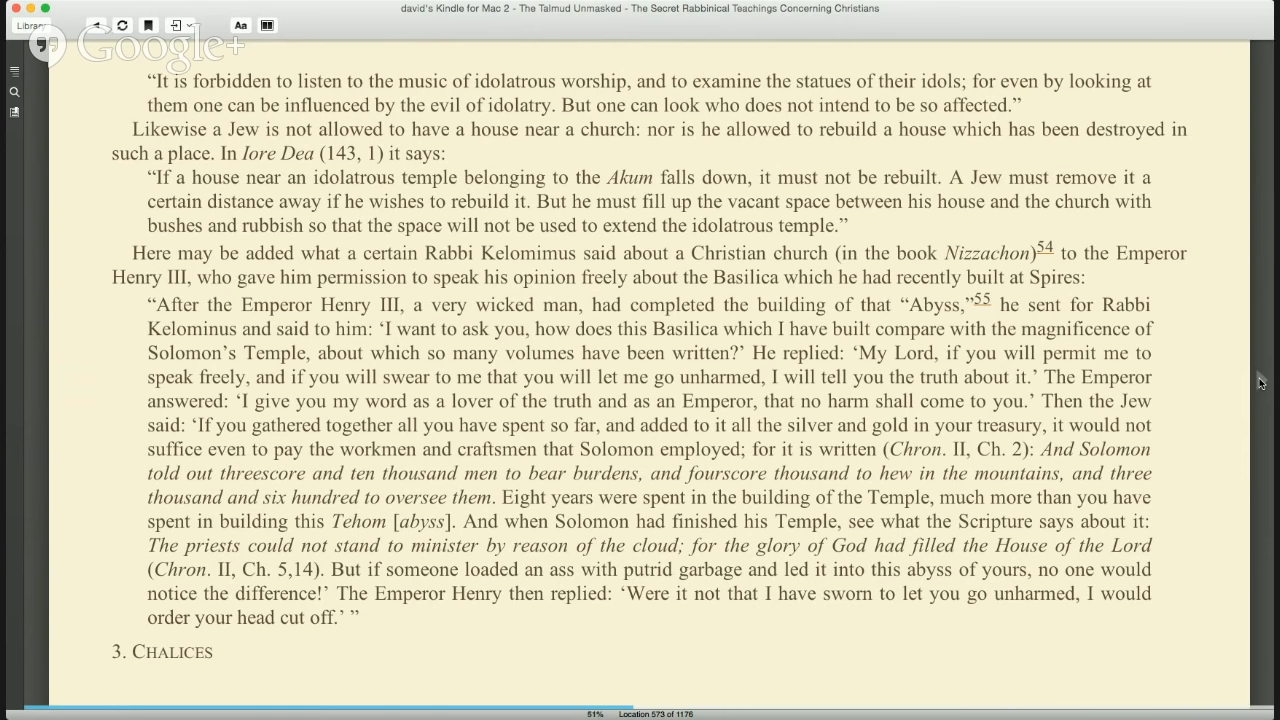 david's Kindle for Mac 2 - The Talmud Unmasked - The Secret Rabbinical Teachings Concerning Christians
Library
Aa
Google+
“It is forbidden to listen to the music of idolatrous worship, and to examine the statues of their idols; for even by looking at
them one can be influenced by the evil of idolatry. But one can look who does not intend to be so affected.”
Likewise a Jew is not allowed to have a house near a church: nor is he allowed to rebuild a house which has been destroyed in
such a place. In Iore Dea (143, 1) it says:
“If a house near an idolatrous temple belonging to the Akum falls down, it must not be rebuilt. A Jew must remove it a
certain distance away if he wishes to rebuild it. But he must fill up the vacant space between his house and the church with
bushes and rubbish so that the space will not be used to extend the idolatrous temple.”
Here may be added what a certain Rabbi Kelomimus said about a Christian church (in the book Nizzachon)54 to the Emperor
Henry III, who gave him permission to speak his opinion freely about the Basilica which he had recently built at Spires:
“After the Emperor Henry III, a very wicked man, had completed the building of that “Abyss,”55 he sent for Rabbi
Kelominus and said to him: ‘I want to ask you, how does this Basilica which I have built compare with the magnificence of
Solomon’s Temple, about which so many volumes have been written?’ He replied: ‘My Lord, if you will permit me to
speak freely, and if you will swear to me that you will let me go unharmed, I will tell you the truth about it.’ The Emperor
answered: ‘I give you my word as a lover of the truth and as an Emperor, that no harm shall come to you.’ Then the Jew
said: ‘If you gathered together all you have spent so far, and added to it all the silver and gold in your treasury, it would not
suffice even to pay the workmen and craftsmen that Solomon employed; for it is written (Chron. II, Ch. 2): And Solomon
told out threescore and ten thousand men to bear burdens, and fourscore thousand to hew in the mountains, and three
thousand and six hundred to oversee them. Eight years were spent in the building of the Temple, much more than you have
spent in building this Tehom [abyss]. And when Solomon had finished his Temple, see what the Scripture says about it:
The priests could not stand to minister by reason of the cloud; for the glory of God had filled the House of the Lord
(Chron. II, Ch. 5,14). But if someone loaded an ass with putrid garbage and led it into this abyss of yours, no one would
notice the difference!’ The Emperor Henry then replied: ‘Were it not that I have sworn to let you go unharmed, I would
order your head cut off.’ ”
3. CHALICES
51% Location 573 of 1176